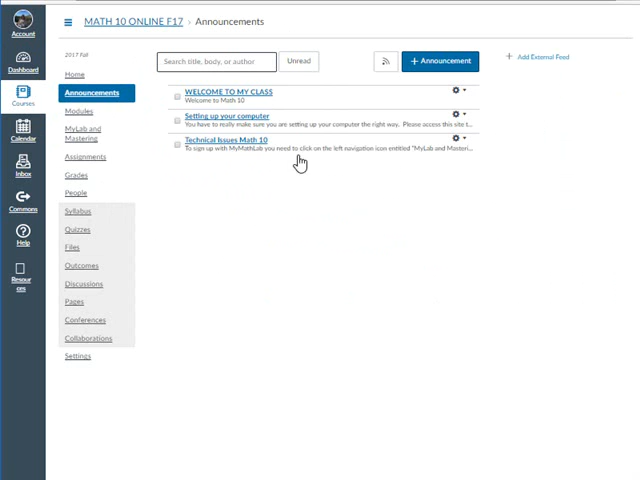 MATH 10 ONLINE F17 › Announcements
Account
Dashboard
Courses
Calendar
Inbox
Commons
Help
Resour
ces
2017 Fall
Home
Announcements
Modules
MyLab and
Mastering
Assignments
Grades
People
Syllabus
Quizzes
Files
Outcomes
Discussions
Pages
Conferences
Collaborations
Settings
Search title, body, or author
Unread
+ Announcement
+ Add External Feed
WELCOME TO MY CLASS
Welcome to Math 10
Setting up your computer
You have to really make sure you are setting up your computer the right way. Please access this site t...
Technical Issues Math 10
To sign up with MyMathLab you need to click on the left navigation icon entitled "MyLab and Masteri...